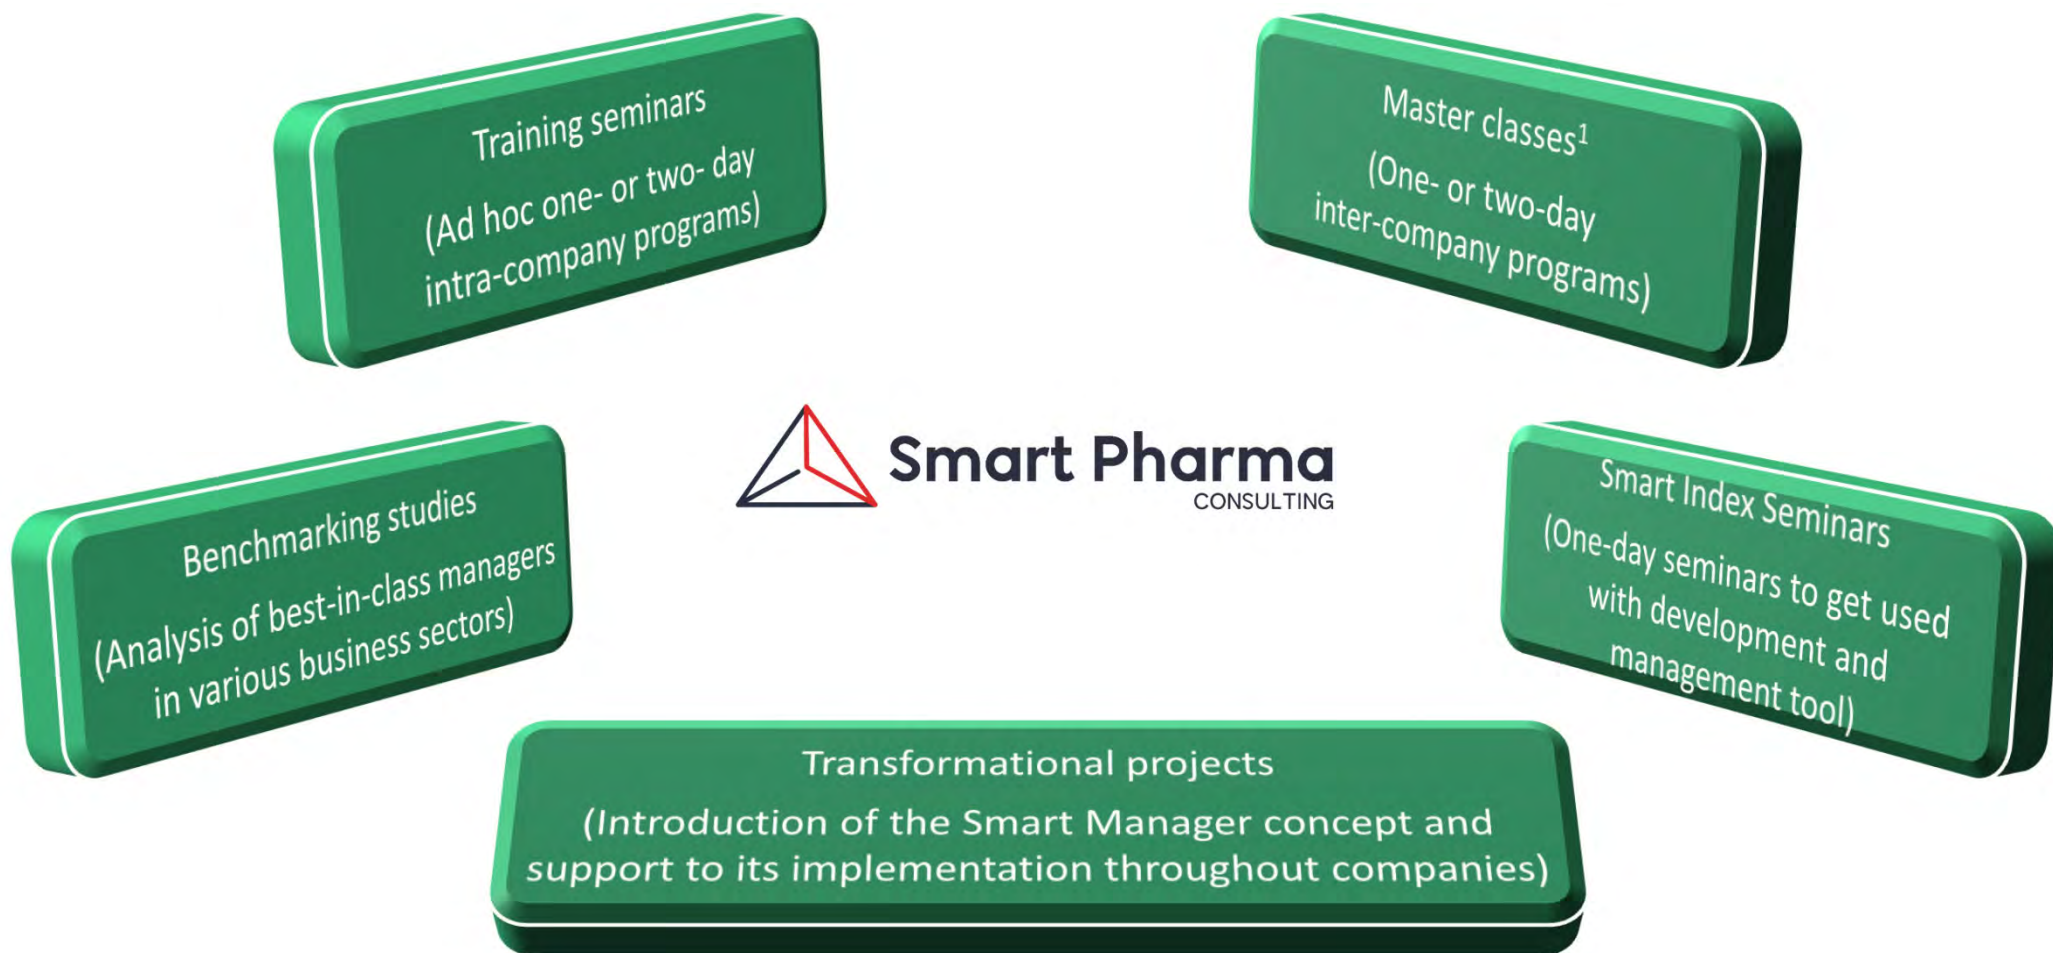 Training seminars
(Ad hoc one- or two- day
intra-company programs)
Master classes¹
(One- or two-day
inter-company programs)
Smart Pharma
CONSULTING
Benchmarking studies
(Analysis of best-in-class managers
in various business sectors)
Smart Index Seminars
(One-day seminars to get used
with development and
management tool)
Transformational projects
(Introduction of the Smart Manager concept and
support to its implementation throughout companies)